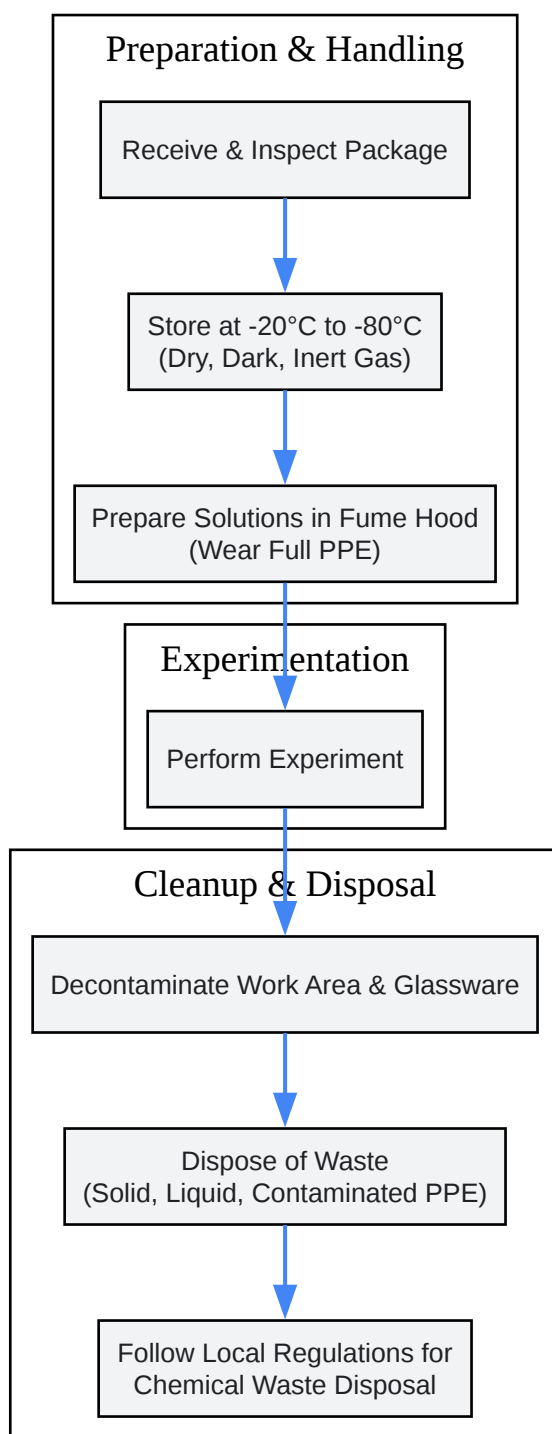 Preparation & Handling
Receive & Inspect Package
Store at -20°C to -80°C
(Dry, Dark, Inert Gas)
Prepare Solutions in Fume Hood
(Wear Full PPE)
Experimentation
Perform Experiment
Cleanup & Disposal
Decontaminate Work Area & Glassware
Dispose of Waste
(Solid, Liquid, Contaminated PPE)
Follow Local Regulations for
Chemical Waste Disposal